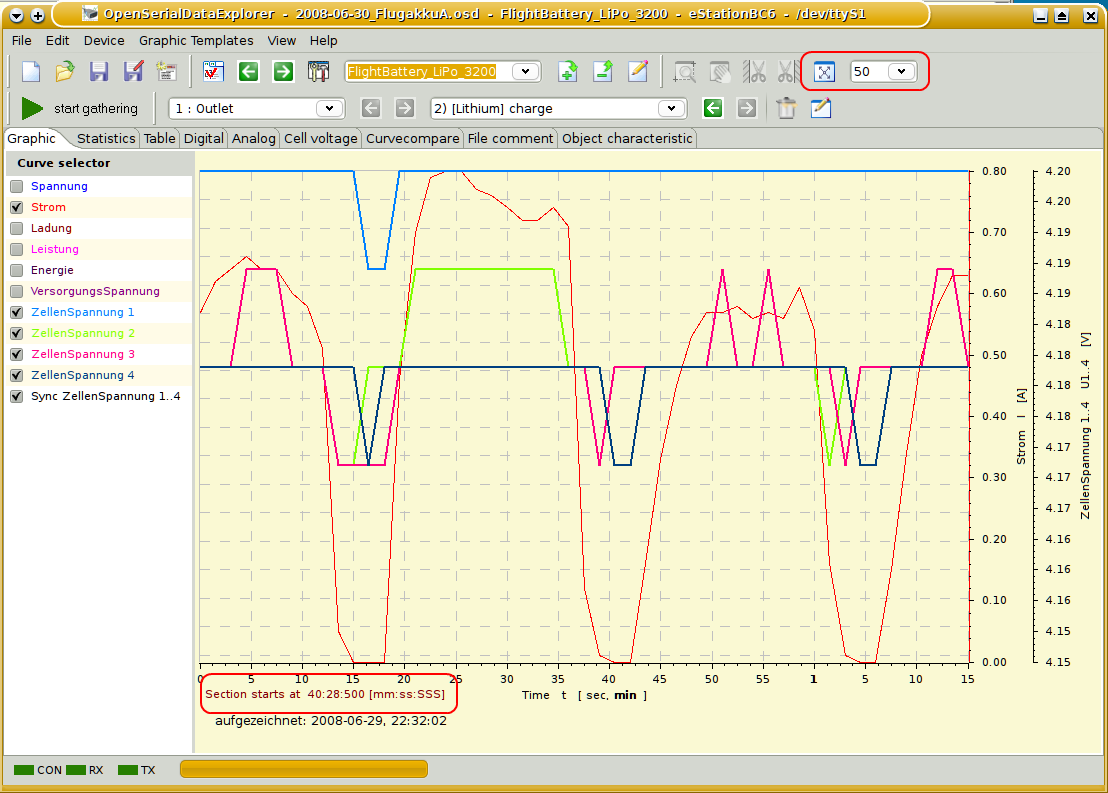 OpenSerialDataExplorer - 2008-06-30_FlugakkuA.osd - FlightBattery_LiPo_3200 - eStationBC6 - /dev/ttyS1
File Edit Device Graphic Templates View Help
FlightBattery_LiPo_3200 50
start gathering 1 : Outlet 2) [Lithium] charge
Graphic Statistics Table Digital Analog Cell voltage Curvecompare File comment Object characteristic
Curve selector
Spannung
Strom
Ladung
Leistung
Energie
VersorgungsSpannung
ZellenSpannung 1
ZellenSpannung 2
ZellenSpannung 3
ZellenSpannung 4
Sync ZellenSpannung 1..4
0.80
0.70
0.60
0.50
0.40
0.30
0.20
0.10
0.00
Strom I [A]
4.20
4.20
4.19
4.19
4.19
4.18
4.18
4.18
4.18
4.17
4.17
4.17
4.16
4.16
4.16
4.15
4.15
ZellenSpannung 1..4 U1..4 [V]
0 5 10 15 20 25 30 35 40 45 50 55 1 5 10 15
Section starts at 40:28:500 [mm:ss:SSS]
Time t [ sec, min ]
aufgezeichnet: 2008-06-29, 22:32:02
CON RX TX